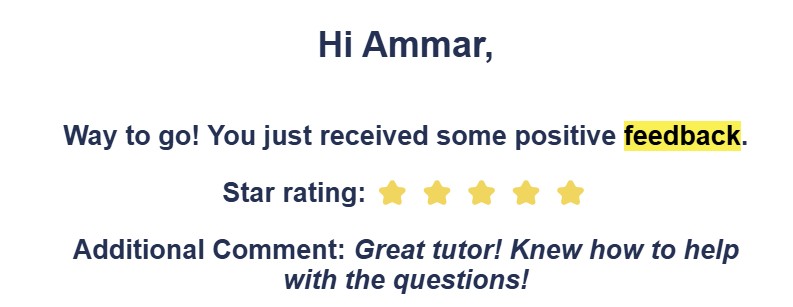 Hi Ammar,
Way to go! You just received some positive feedback.
Star rating:
Additional Comment: Great tutor! Knew how to help
with the questions!